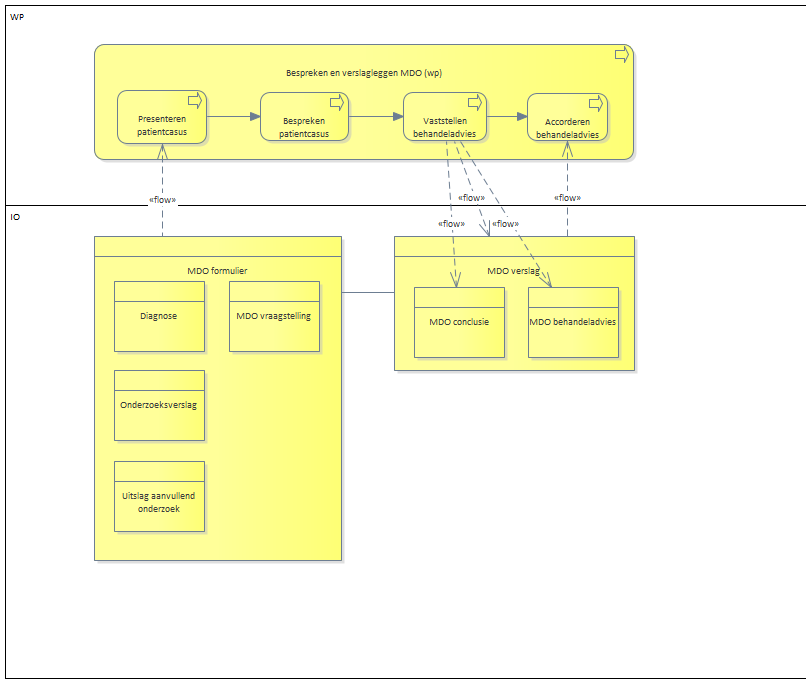 WP
Bespreken en verslagleggen MDO (wp)
Presenteren
patientcasus
Bespreken
patientcasus
Vaststellen
behandeladvies
Accorderen
behandeladvies
«flow»
«flow»
«flow»
IO
«flow»
«flow»
MDO formulier
MDO verslag
Diagnose
MDO vraagstelling
MDO conclusie
MDO behandeladvies
Onderzoeksverslag
Uitslag aanvullend
onderzoek